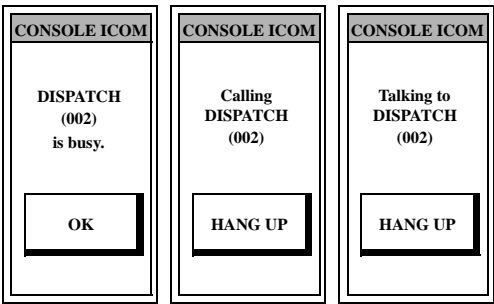 CONSOLE ICOM
DISPATCH
(002)
is busy.
OK
CONSOLE ICOM
Calling
DISPATCH
(002)
HANG UP
CONSOLE ICOM
Talking to
DISPATCH
(002)
HANG UP